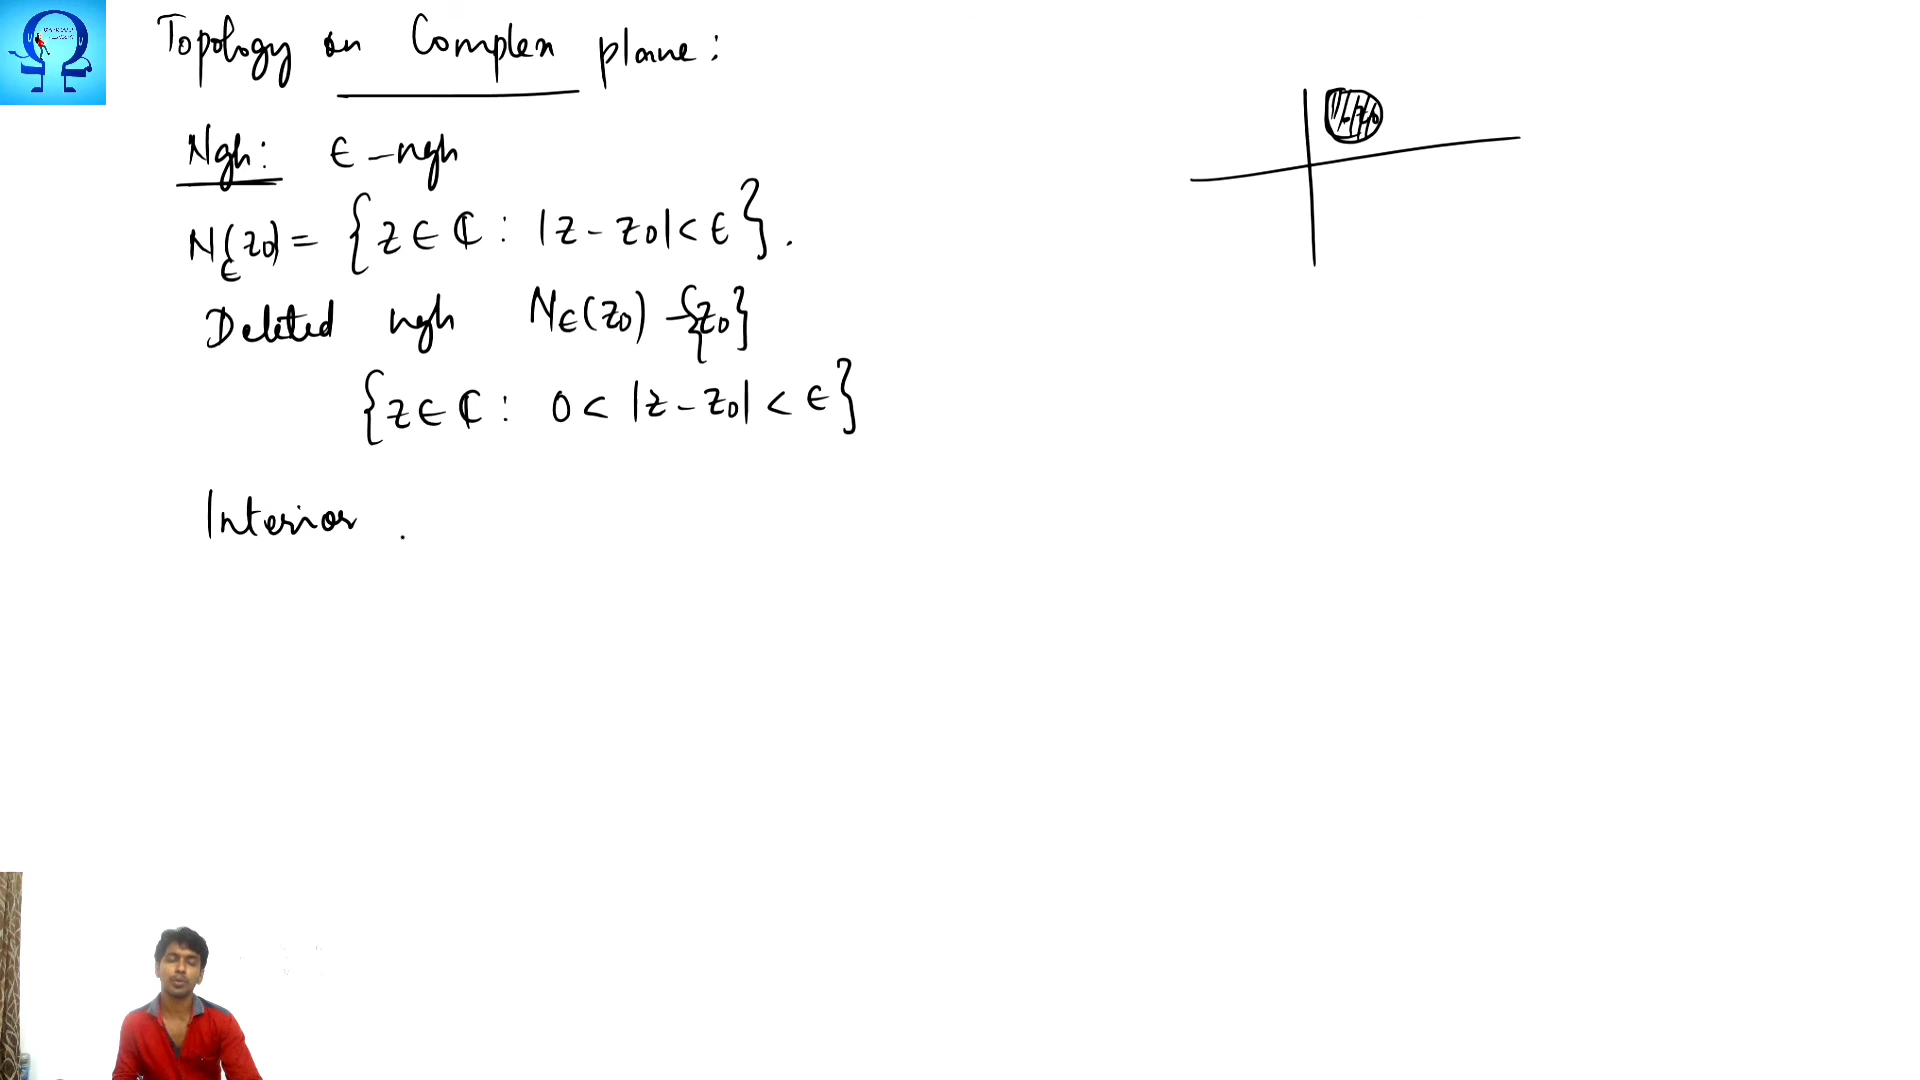 Topology on Complex plane:
Ngh: ϵ-ngh
N_ϵ(z₀) = {z ∈ ℂ : |z - z₀| < ϵ}.
Deleted ngh N_ϵ(z₀) - {z₀}
{z ∈ ℂ : 0 < |z - z₀| < ϵ}
Interior